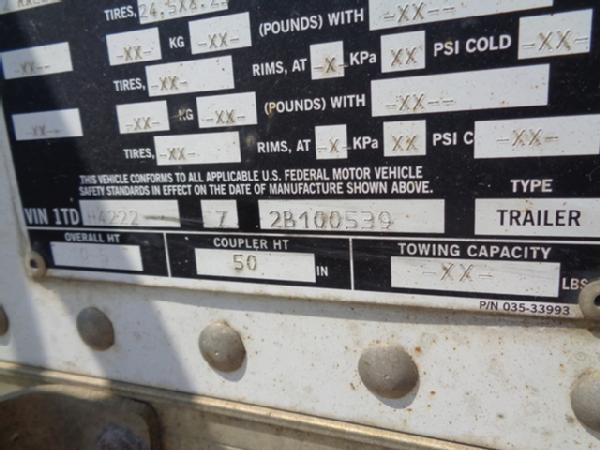 TIRES, 24.5X8.25
-XX-- -XX- KG -XX-- (POUNDS) WITH -XX---
TIRES, -XX-- RIMS, AT -X- KPa XX PSI COLD -XX-
-XX-- -XX- KG -XX-- (POUNDS) WITH -XX---
TIRES, -XX-- RIMS, AT -X- KPa XX PSI C -XX--
THIS VEHICLE CONFORMS TO ALL APPLICABLE U.S. FEDERAL MOTOR VEHICLE
SAFETY STANDARDS IN EFFECT ON THE DATE OF MANUFACTURE SHOWN ABOVE. TYPE
VIN 1TD H4222 7 2B100539 TRAILER
OVERALL HT COUPLER HT TOWING CAPACITY
50 IN -XX- LBS
P/N 035-33993